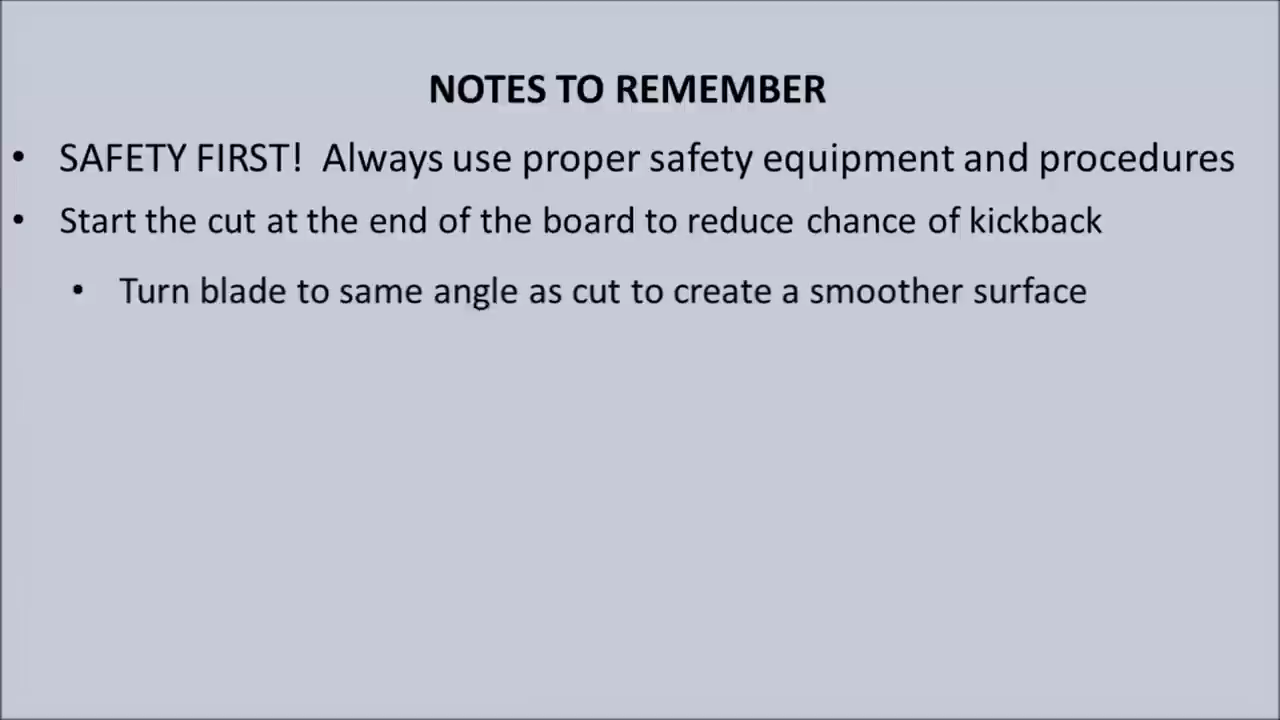 NOTES TO REMEMBER
• SAFETY FIRST!  Always use proper safety equipment and procedures
• Start the cut at the end of the board to reduce chance of kickback
• Turn blade to same angle as cut to create a smoother surface